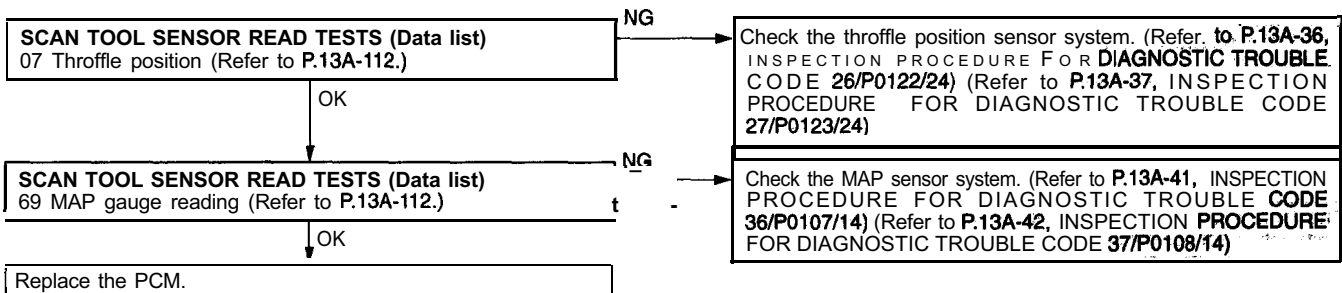 NG
SCAN TOOL SENSOR READ TESTS (Data list)
07 Throffle position (Refer to P.13A-112.)
Check the throttle position sensor system. (Refer. to P.13A-36,
INSPECTION PROCEDURE FOR DIAGNOSTIC TROUBLE
CODE 26/P0122/24) (Refer to P.13A-37, INSPECTION
PROCEDURE FOR DIAGNOSTIC TROUBLE CODE
27/P0123/24)
OK
NG
SCAN TOOL SENSOR READ TESTS (Data list)
69 MAP gauge reading (Refer to P.13A-112.)
t -
Check the MAP sensor system. (Refer to P.13A-41, INSPECTION
PROCEDURE FOR DIAGNOSTIC TROUBLE CODE
36/P0107/14) (Refer to P.13A-42, INSPECTION PROCEDURE
FOR DIAGNOSTIC TROUBLE CODE 37/P0108/14)
OK
Replace the PCM.